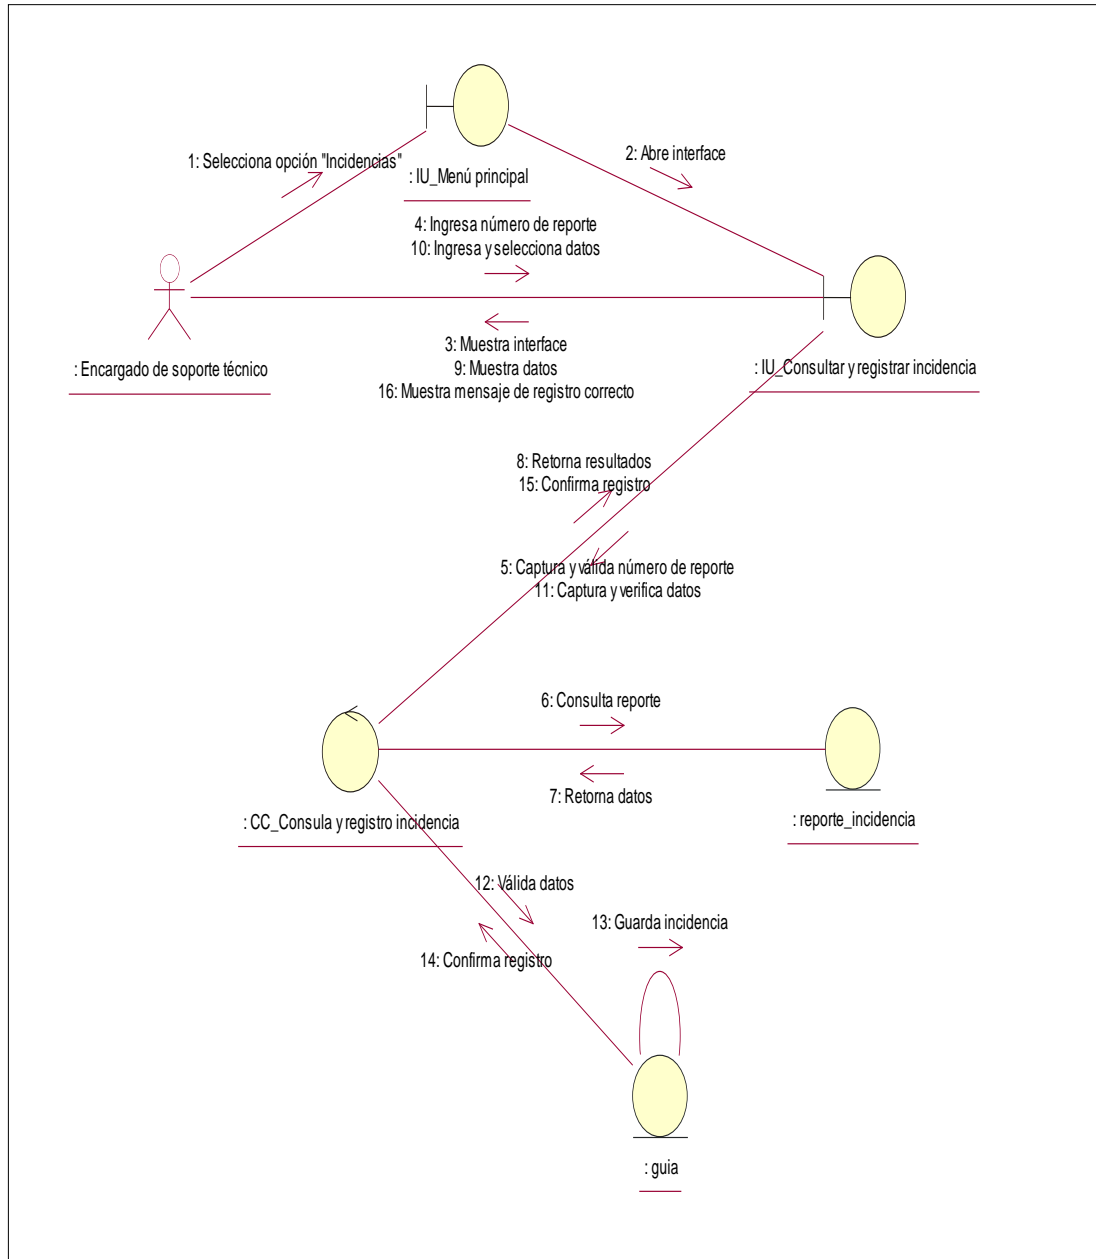 1: Selecciona opción "Incidencias"
2: Abre interface
: IU_Menú principal
4: Ingresa número de reporte
10: Ingresa y selecciona datos
3: Muestra interface
9: Muestra datos
16: Muestra mensaje de registro correcto
: Encargado de soporte técnico
: IU_Consultar y registrar incidencia
8: Retorna resultados
15: Confirma registro
5: Captura y válida número de reporte
11: Captura y verifica datos
6: Consulta reporte
7: Retorna datos
: CC_Consula y registro incidencia
: reporte_incidencia
12: Válida datos
13: Guarda incidencia
14: Confirma registro
: guia